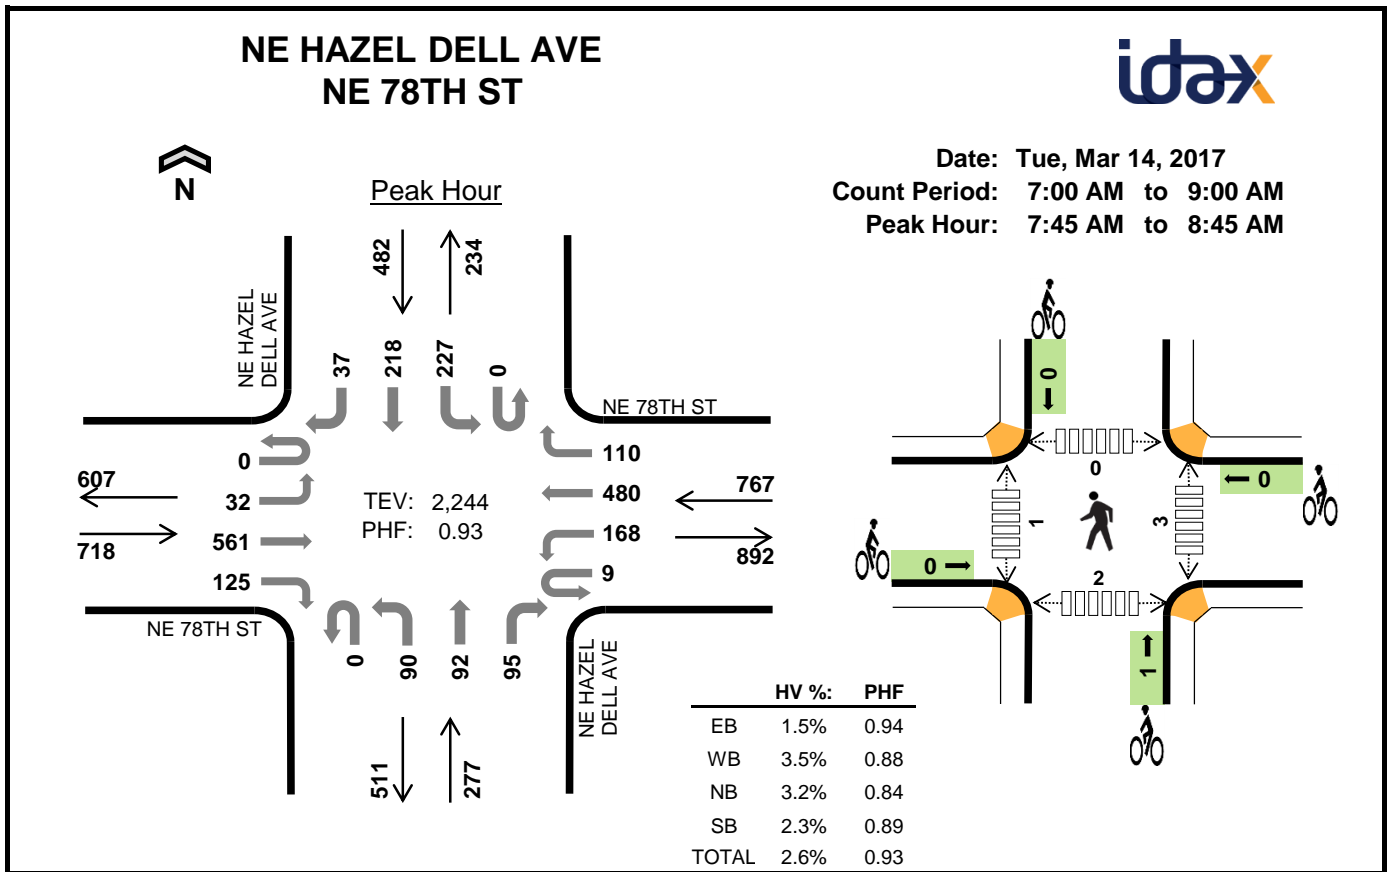 NE HAZEL DELL AVE
NE 78TH ST
idax
N
Peak Hour
Date: Tue, Mar 14, 2017
Count Period: 7:00 AM to 9:00 AM
Peak Hour: 7:45 AM to 8:45 AM
482
234
NE HAZEL
DELL AVE
37
218
227
0
NE 78TH ST
0
32
561
125
607
718
TEV: 2,244
PHF: 0.93
110
480
168
9
767
892
NE 78TH ST
0
90
92
95
NE HAZEL
DELL AVE
511
277
0
0
0
1
3
0
2
1
HV %: PHF
EB 1.5% 0.94
WB 3.5% 0.88
NB 3.2% 0.84
SB 2.3% 0.89
TOTAL 2.6% 0.93